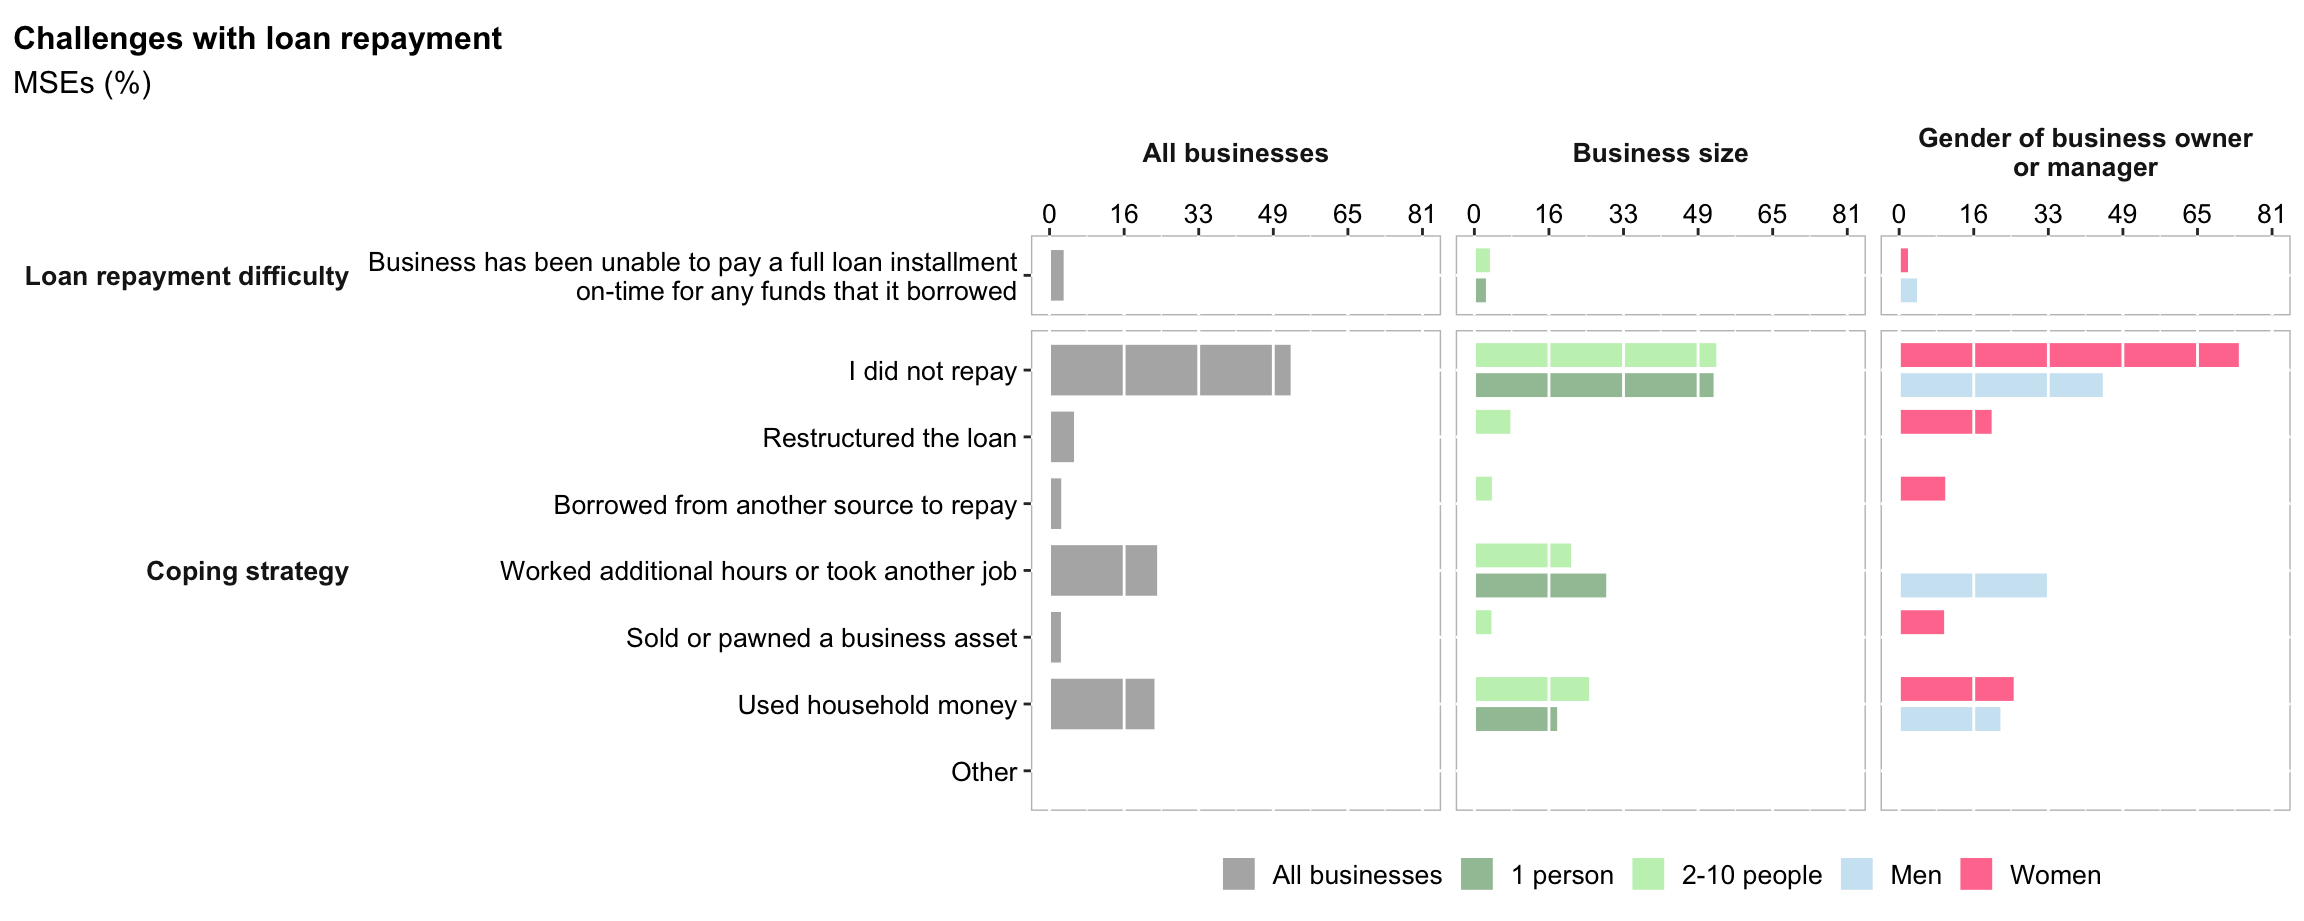 Challenges with loan repayment
MSEs (%)
All businesses
Business size
Gender of business owner
or manager
0 16 33 49 65 81
0 16 33 49 65 81
0 16 33 49 65 81
Loan repayment difficulty
Business has been unable to pay a full loan installment
on-time for any funds that it borrowed
Coping strategy
I did not repay
Restructured the loan
Borrowed from another source to repay
Worked additional hours or took another job
Sold or pawned a business asset
Used household money
Other
All businesses 1 person 2-10 people Men Women